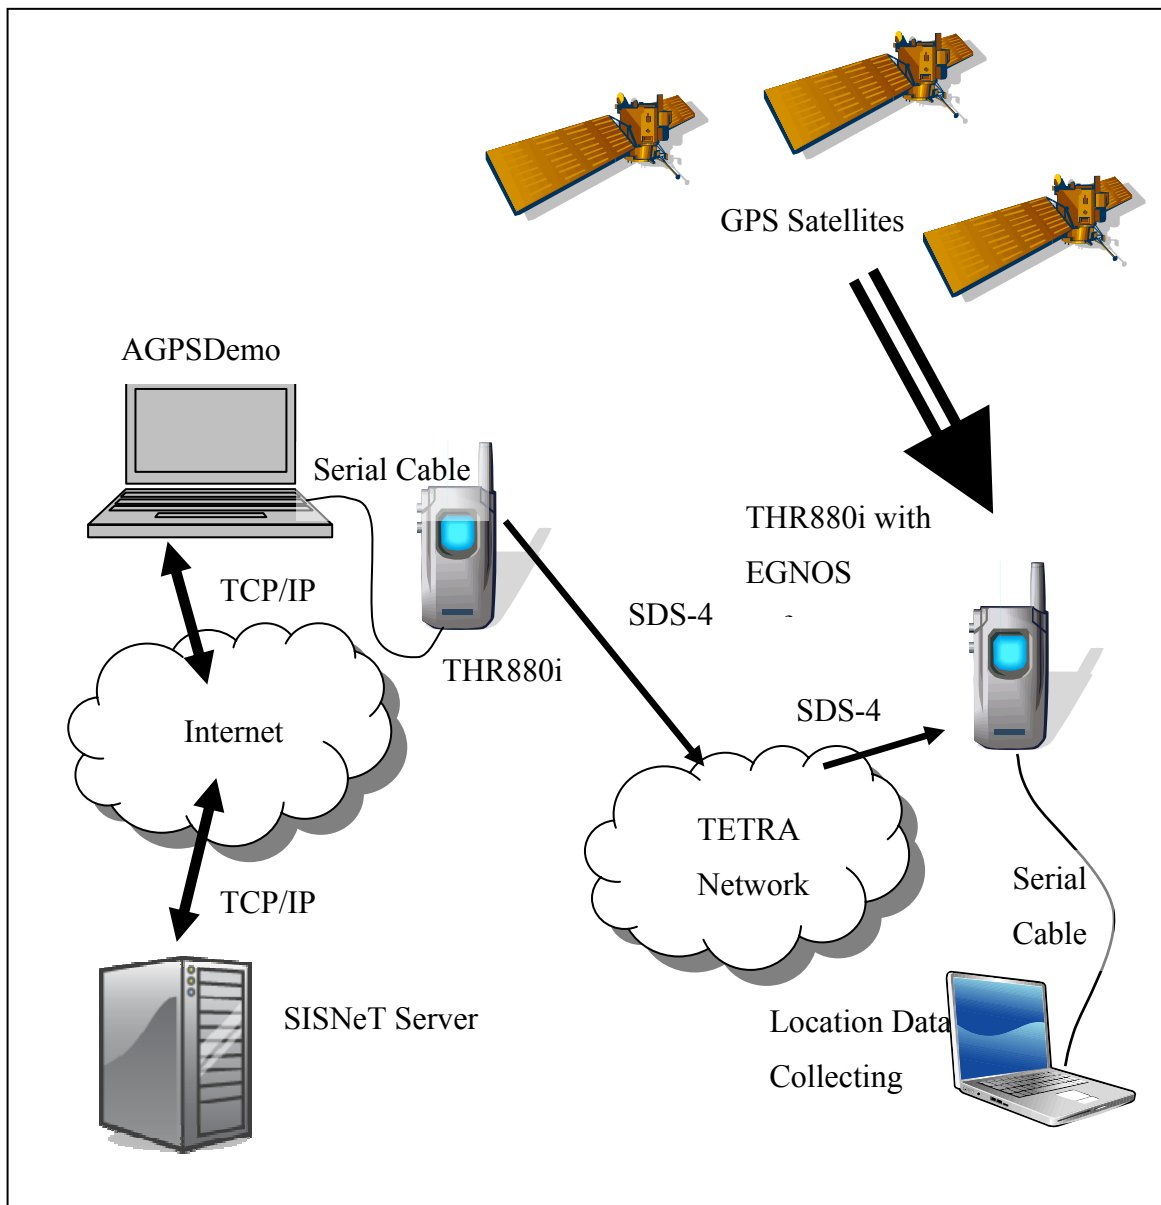 GPS Satellites
AGPSDemo
Serial Cable
THR880i with
EGNOS
TCP/IP
SDS-4
THR880i
SDS-4
Internet
TETRA
Network
Serial
Cable
TCP/IP
SISNeT Server
Location Data
Collecting